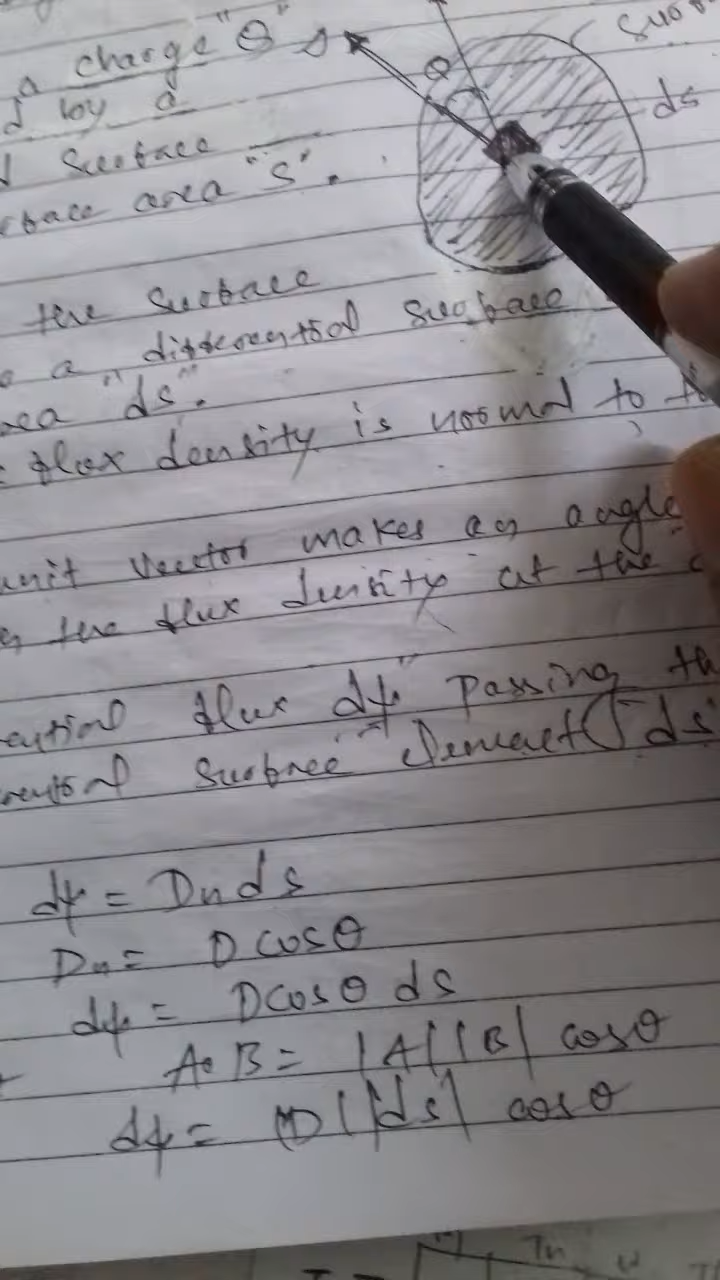 a charge "Q" D
d by a
Surface
rface area "S".
Q
ds
the Surface
a differential Surface
"ds".
flux density is normal to
unit Vector makes an angle
the flux density at the
flux dψ passing
Surface element "ds"
dψ = Dn ds
Dn = D cosθ
dψ = D cosθ ds
A•B = |A||B| cosθ
dψ = |D||ds| cosθ
Tn